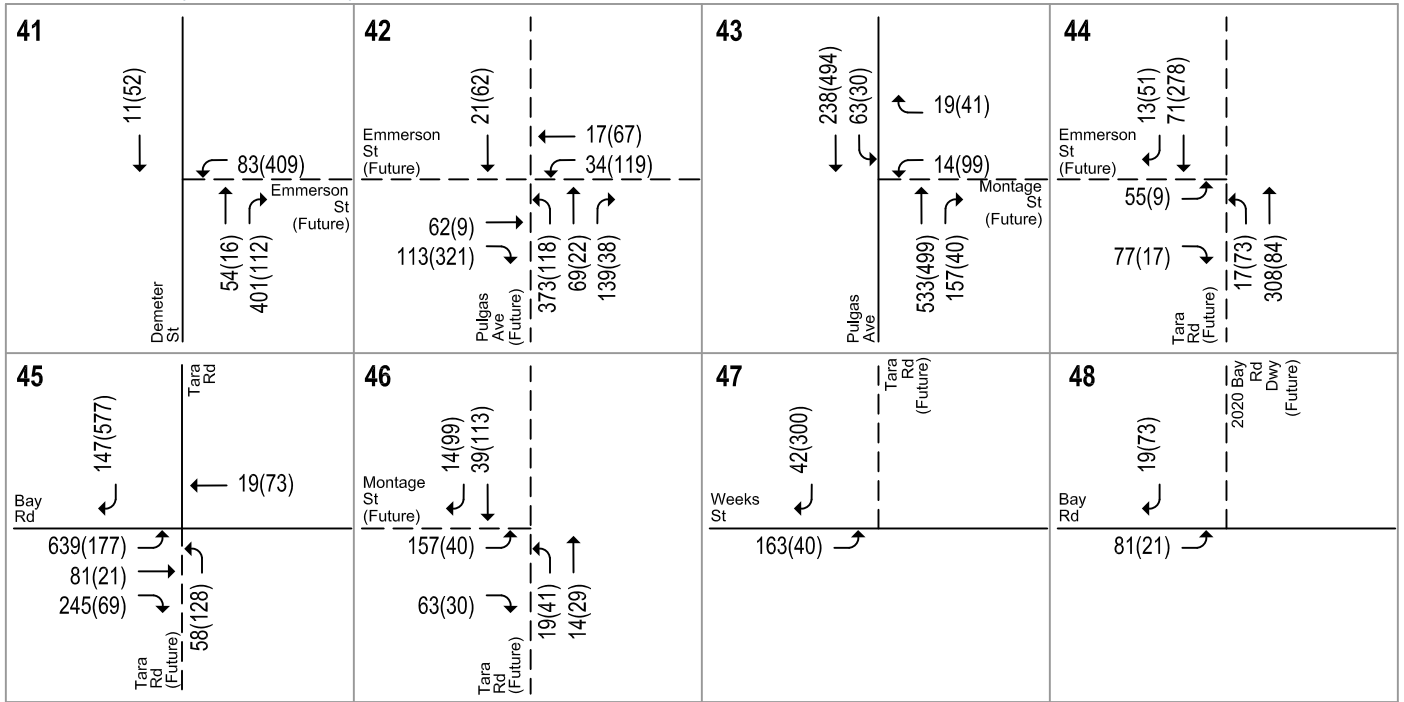 41
11(52)
83(409)
Emmerson
St
(Future)
54(16)
401(112)
Demeter
St
42
21(62)
Emmerson
St
(Future)
17(67)
34(119)
62(9)
113(321)
373(118)
69(22)
139(38)
Pulgas
Ave
(Future)
43
238(494)
63(30)
19(41)
14(99)
Montage
St
(Future)
533(499)
157(40)
Pulgas
Ave
44
13(51)
71(278)
Emmerson
St
(Future)
55(9)
77(17)
17(73)
308(84)
Tara
Rd
(Future)
45
Tara
Rd
147(577)
19(73)
Bay
Rd
639(177)
81(21)
245(69)
58(128)
Tara
Rd
(Future)
46
14(99)
39(113)
Montage
St
(Future)
157(40)
63(30)
19(41)
14(29)
Tara
Rd
(Future)
47
Tara
Rd
(Future)
42(300)
Weeks
St
163(40)
48
2020 Bay
Rd
Dwy
(Future)
19(73)
Bay
Rd
81(21)